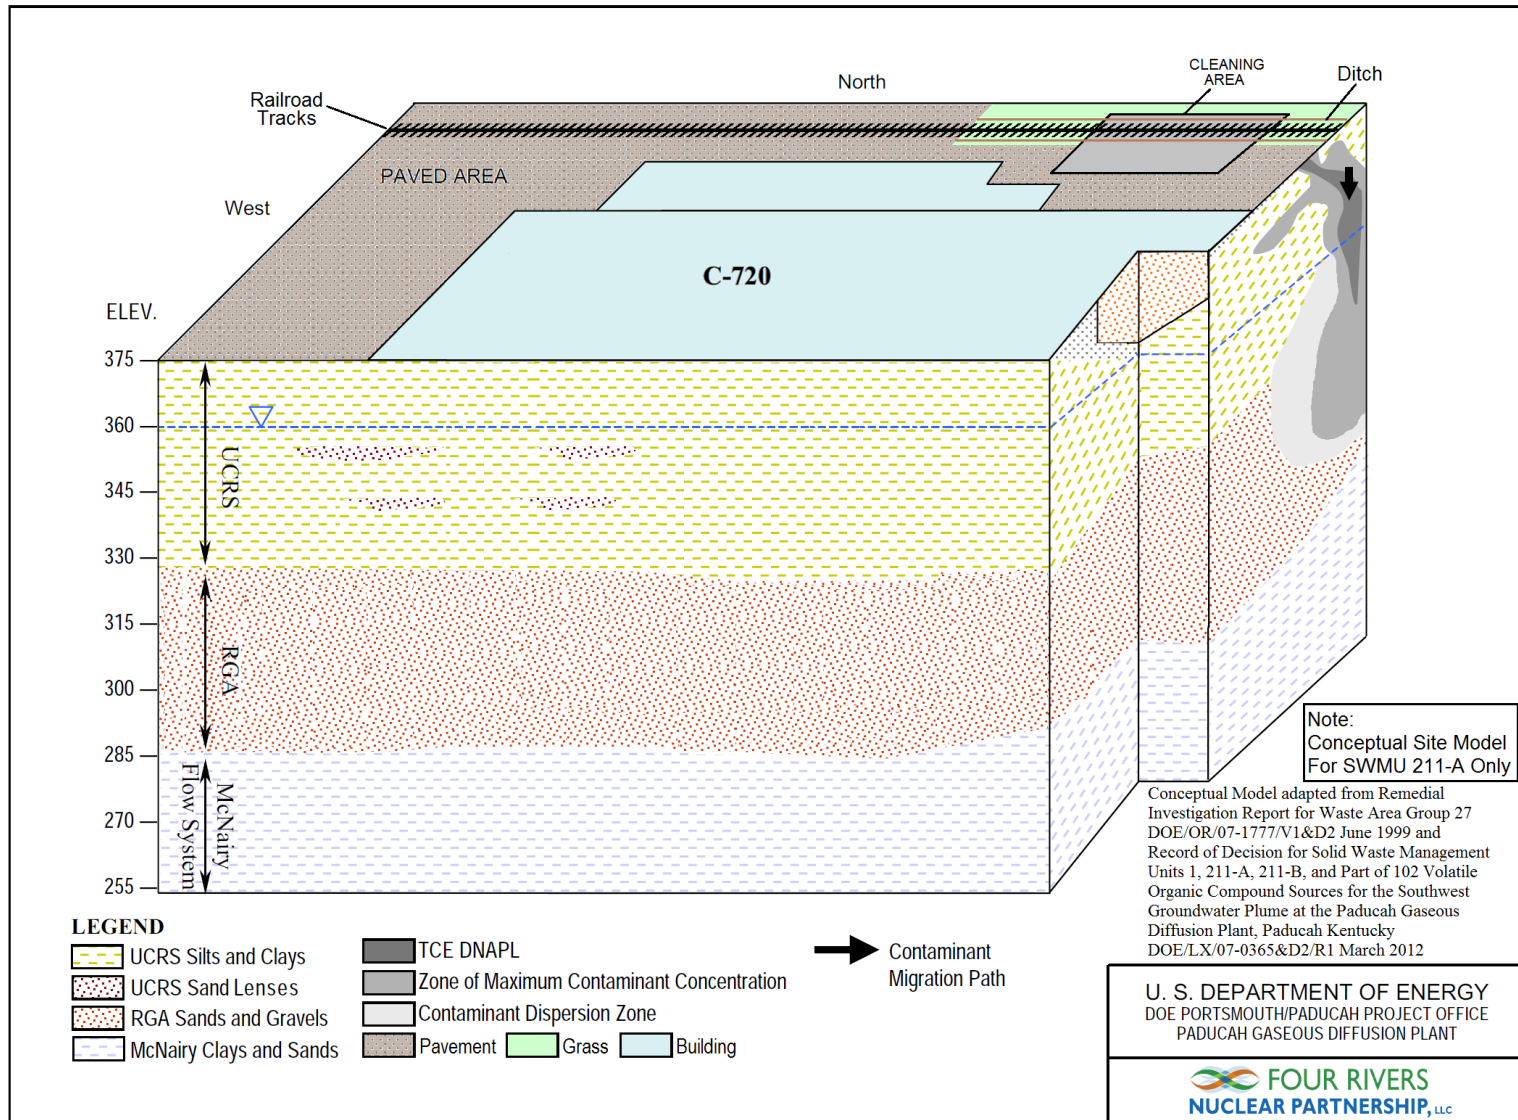 North
CLEANING
AREA
Ditch
Railroad
Tracks
PAVED AREA
West
C-720
ELEV.
375
360
345
330
315
300
285
270
255
UCRS
RGA
McNairy
Flow System
Note:
Conceptual Site Model
For SWMU 211-A Only
Conceptual Model adapted from Remedial
Investigation Report for Waste Area Group 27
DOE/OR/07-1777/V1&D2 June 1999 and
Record of Decision for Solid Waste Management
Units 1, 211-A, 211-B, and Part of 102 Volatile
Organic Compound Sources for the Southwest
Groundwater Plume at the Paducah Gaseous
Diffusion Plant, Paducah Kentucky
DOE/LX/07-0365&D2/R1 March 2012
LEGEND
UCRS Silts and Clays
UCRS Sand Lenses
RGA Sands and Gravels
McNairy Clays and Sands
TCE DNAPL
Zone of Maximum Contaminant Concentration
Contaminant Dispersion Zone
Pavement
Grass
Building
Contaminant
Migration Path
U. S. DEPARTMENT OF ENERGY
DOE PORTSMOUTH/PADUCAH PROJECT OFFICE
PADUCAH GASEOUS DIFFUSION PLANT
FOUR RIVERS
NUCLEAR PARTNERSHIP, LLC